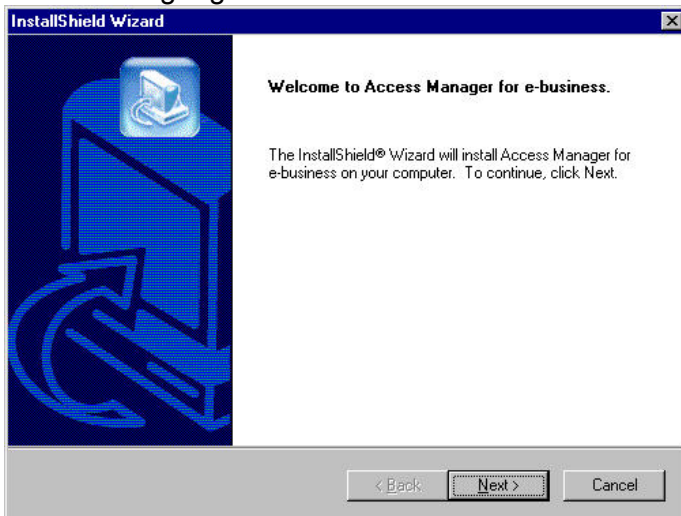 InstallShield Wizard
Welcome to Access Manager for e-business.
The InstallShield® Wizard will install Access Manager for
e-business on your computer. To continue, click Next.
< Back
Next >
Cancel